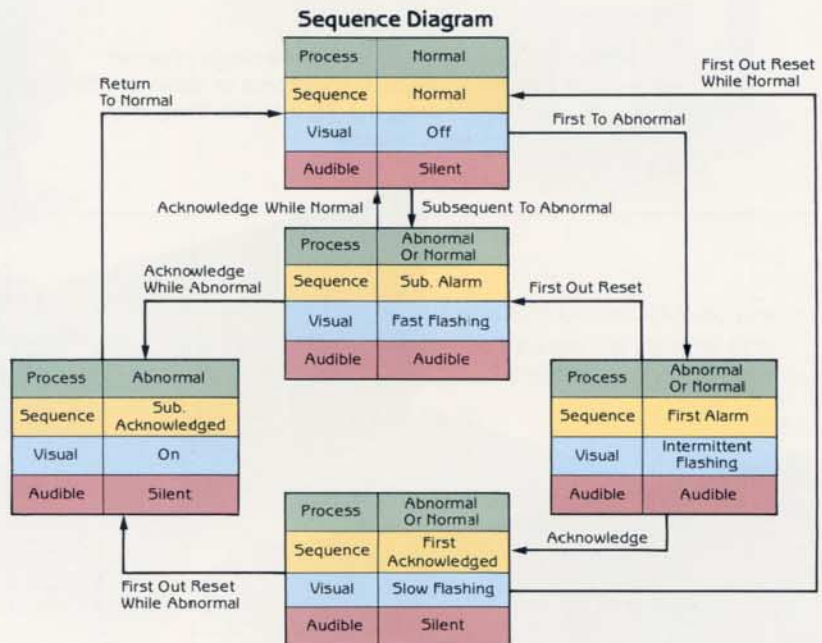 Sequence Diagram
Process Normal
Sequence Normal
Visual Off
Audible Silent
Return
To Normal
First Out Reset
While Normal
First To Abnormal
Acknowledge While Normal
Subsequent To Abnormal
Process Abnormal
Or Normal
Sequence Sub. Alarm
Visual Fast Flashing
Audible Audible
Acknowledge
While Abnormal
First Out Reset
Process Abnormal
Sequence Sub.
Acknowledged
Visual On
Audible Silent
Process Abnormal
Or Normal
Sequence First Alarm
Visual Intermittent
Flashing
Audible Audible
Acknowledge
Process Abnormal
Or Normal
Sequence First
Acknowledged
Visual Slow Flashing
Audible Silent
First Out Reset
While Abnormal